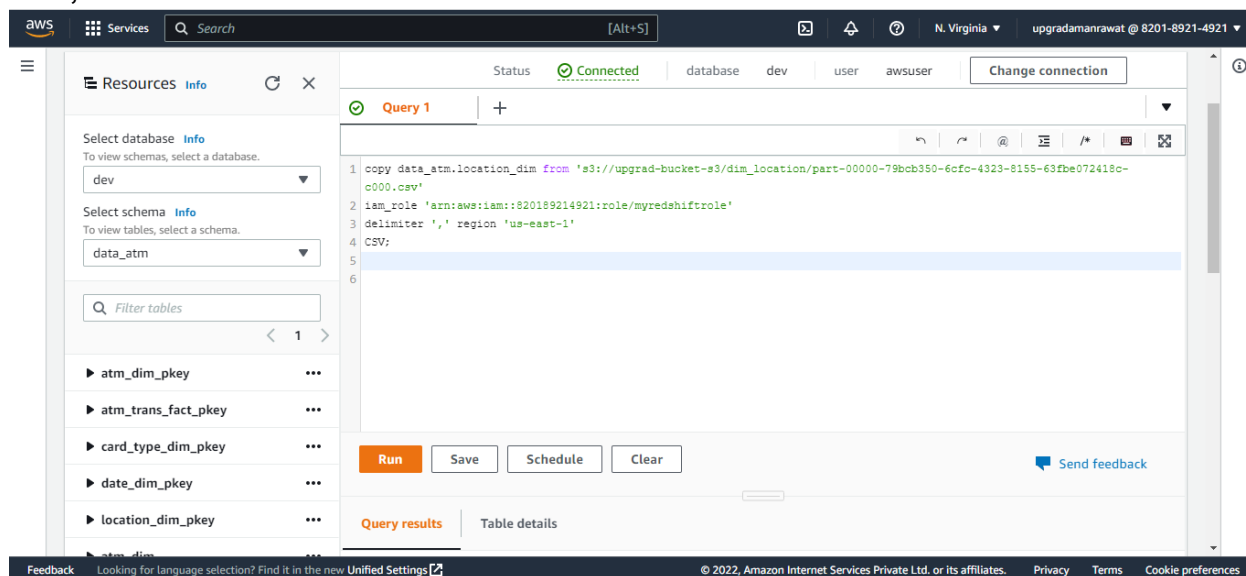 aws Services Search [Alt+S] N. Virginia upgradamanrawat @ 8201-8921-4921
Resources Info
Select database Info
To view schemas, select a database.
dev
Select schema Info
To view tables, select a schema.
data_atm
Filter tables
1
atm_dim_pkey
atm_trans_fact_pkey
card_type_dim_pkey
date_dim_pkey
location_dim_pkey
atm_dim
Status Connected database dev user awsuser Change connection
Query 1
1 copy data_atm.location_dim from 's3://upgrad-bucket-s3/dim_location/part-00000-79bcb350-6cfc-4323-8155-63fbe072418c-
c000.csv'
2 iam_role 'arn:aws:iam::820189214921:role/myredshiftrole'
3 delimiter ',' region 'us-east-1'
4 CSV;
5
6
Run Save Schedule Clear
Send feedback
Query results Table details
Feedback Looking for language selection? Find it in the new Unified Settings © 2022, Amazon Internet Services Private Ltd. or its affiliates. Privacy Terms Cookie preferences